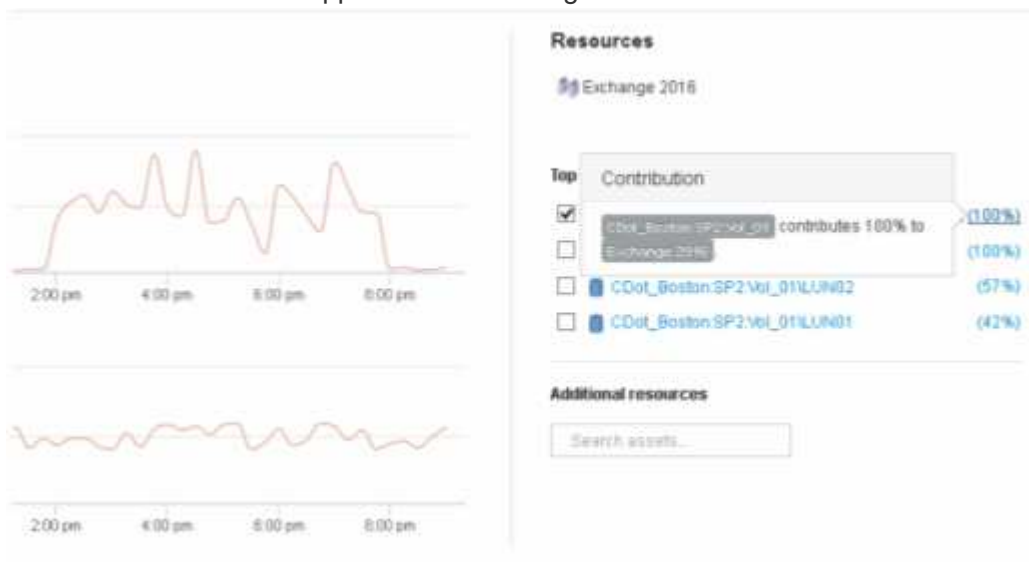 Resources
Exchange 2016
Top
Contribution
CDot_Boston:SP2:Vol_01 contributes 100% to
Exchange 2016
(100%)
(100%)
CDot_Boston:SP2:Vol_01\LUN02 (57%)
CDot_Boston:SP2:Vol_01\LUN01 (42%)
Additional resources
Search assets...
2:00 pm 4:00 pm 6:00 pm 8:00 pm
2:00 pm 4:00 pm 6:00 pm 8:00 pm